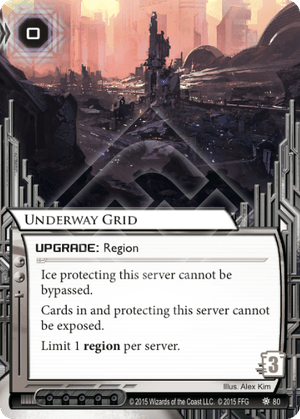 0
UNDERWAY GRID
UPGRADE: Region
Ice protecting this server cannot be
bypassed.
Cards in and protecting this server cannot
be exposed.
Limit 1 region per server.
3
Illus. Alex Kim
© 2015 Wizards of the Coast LLC. © 2015 FFG 80